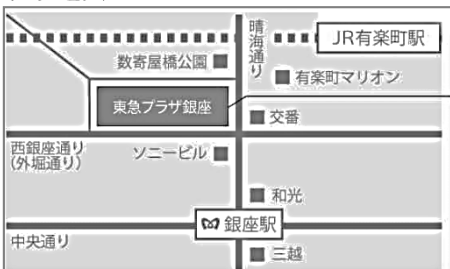 晴海通り
JR有楽町駅
数寄屋橋公園
有楽町マリオン
東急プラザ銀座
交番
西銀座通り
(外堀通り)
ソニービル
和光
銀座駅
中央通り
三越